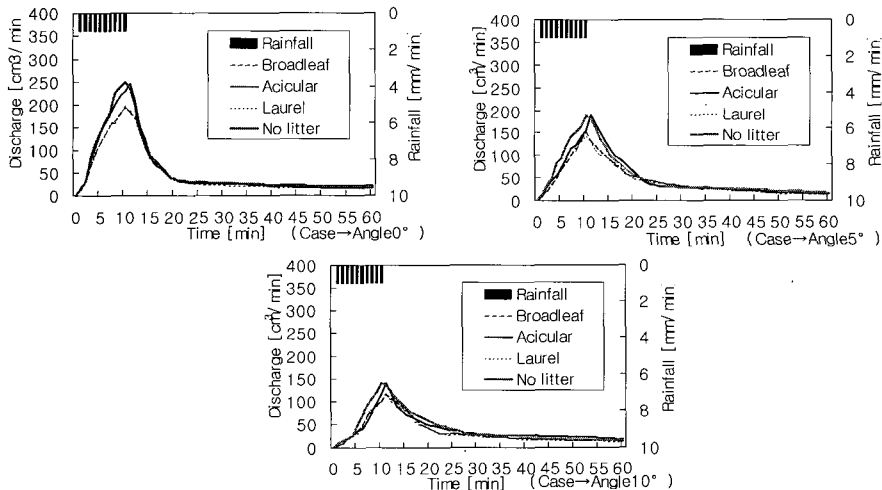 400
350
300
250
200
150
100
50
0
Discharge [cm3/min]
0
2
4
6
8
10
Rainfall [mm/min]
Rainfall
Broadleaf
Acicular
Laurel
No litter
0 5 10 15 20 25 30 35 40 45 50 55 60
Time [min] (Case→Angle0°)
400
350
300
250
200
150
100
50
0
Discharge [cm³/min]
0
2
4
6
8
10
Rainfall [mm/min]
Rainfall
Broadleaf
Acicular
Laurel
No litter
0 5 10 15 20 25 30 35 40 45 50 55 60
Time [min] (Case→Angle5°)
400
350
300
250
200
150
100
50
0
Discharge [cm³/min]
0
2
4
6
8
10
Rainfall [mm/min]
Rainfall
Broadleaf
Acicular
Laurel
No litter
0 5 10 15 20 25 30 35 40 45 50 55 60
Time [min] (Case→Angle10°)